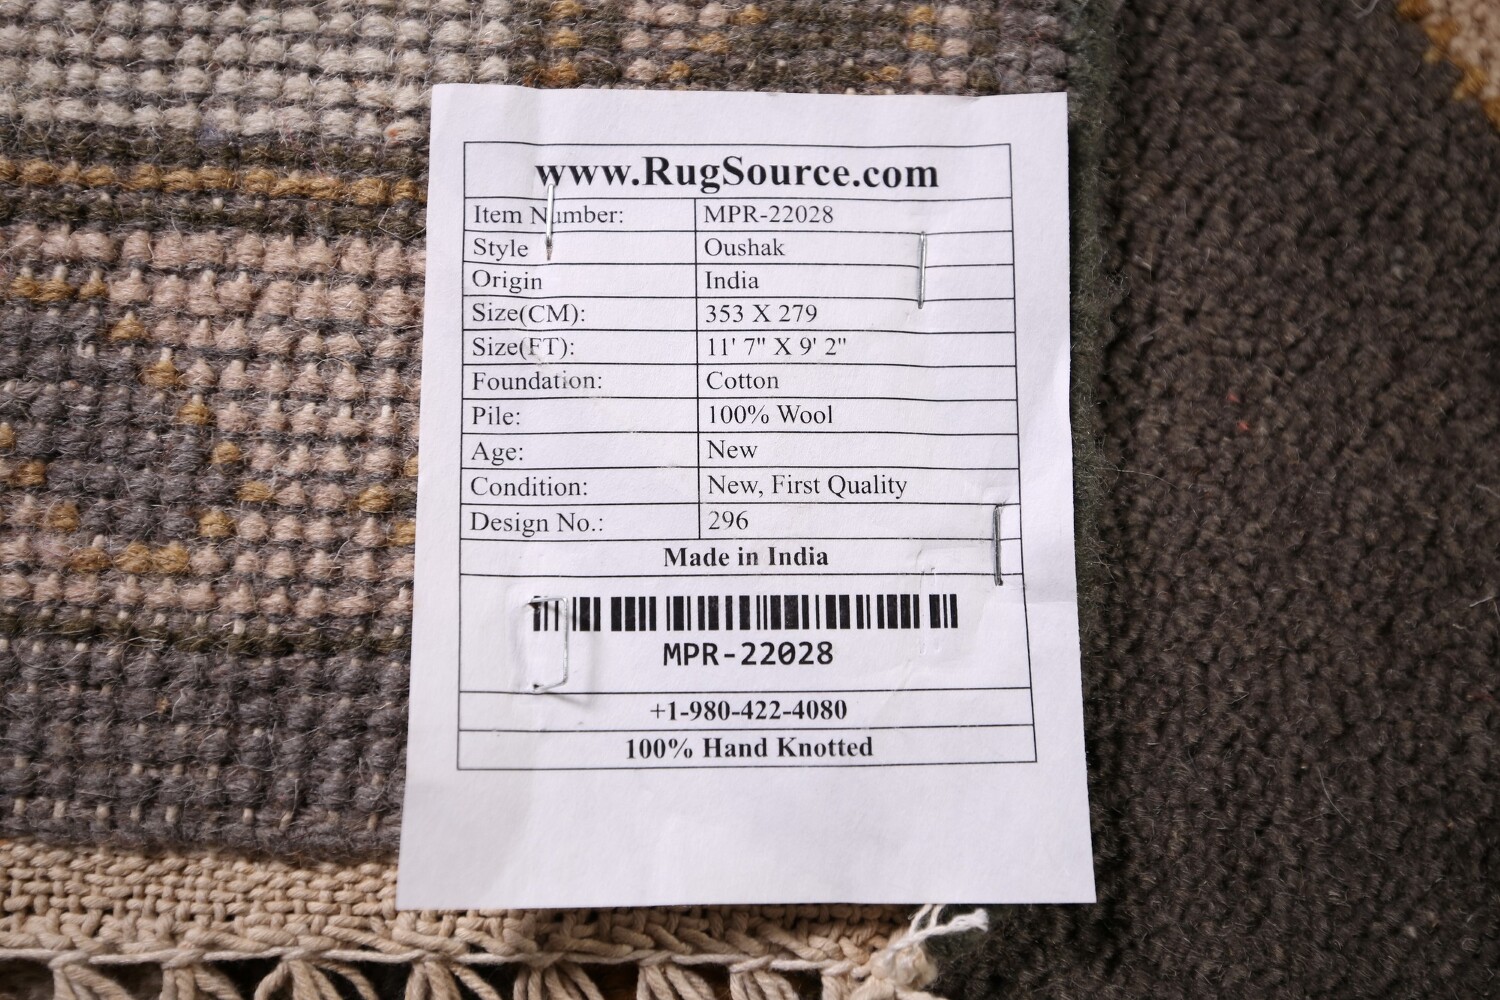 www.RugSource.com
Item Number: MPR-22028
Style Oushak
Origin India
Size(CM): 353 X 279
Size(FT): 11' 7" X 9' 2"
Foundation: Cotton
Pile: 100% Wool
Age: New
Condition: New, First Quality
Design No.: 296
Made in India
MPR-22028
+1-980-422-4080
100% Hand Knotted